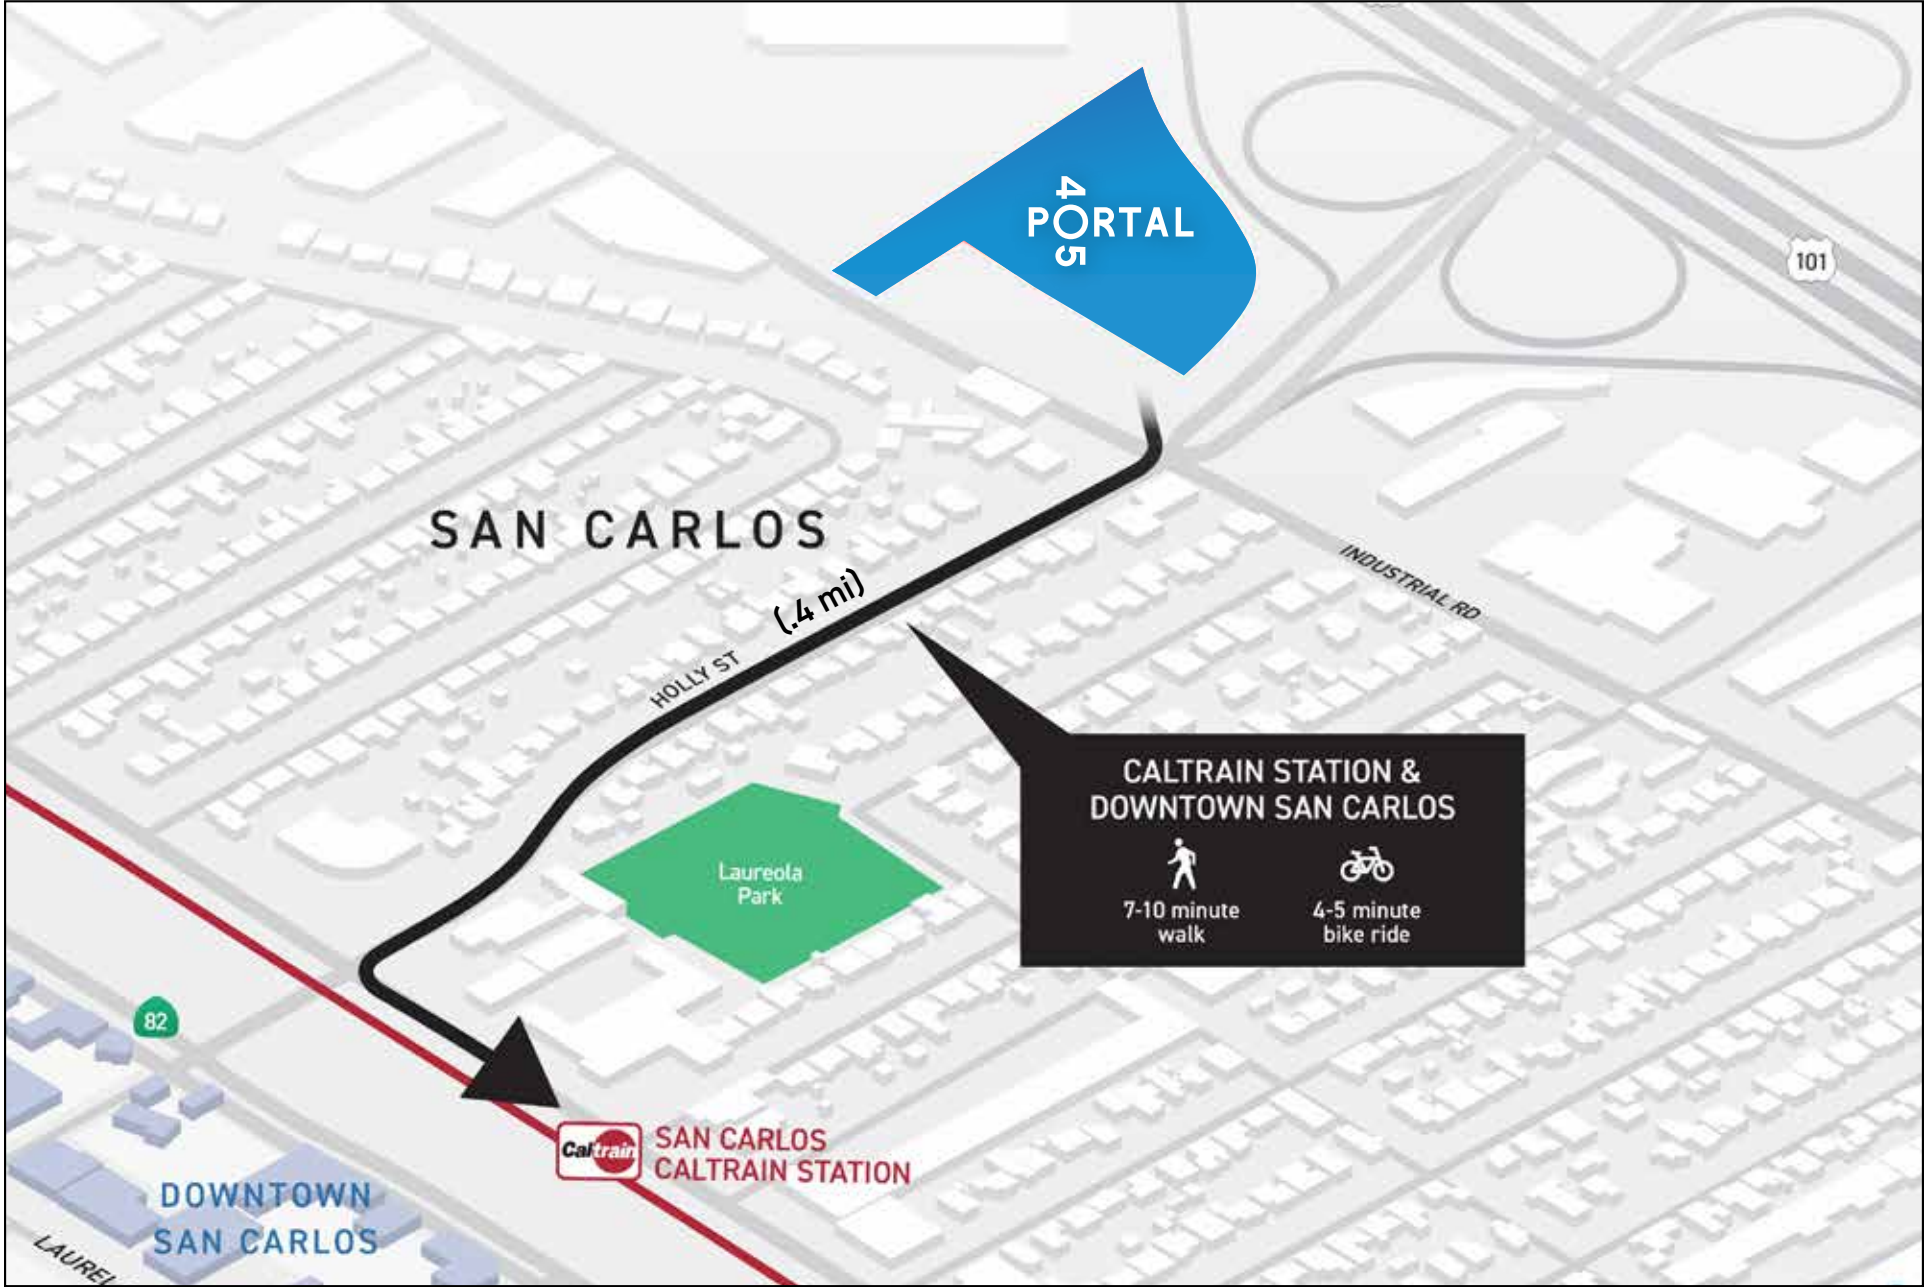 4
PORTAL
5
101
SAN CARLOS
INDUSTRIAL RD
(.4 mi)
HOLLY ST
CALTRAIN STATION &
DOWNTOWN SAN CARLOS
7-10 minute
walk
4-5 minute
bike ride
Laureola
Park
82
Caltrain
SAN CARLOS
CALTRAIN STATION
DOWNTOWN
SAN CARLOS
LAUREL